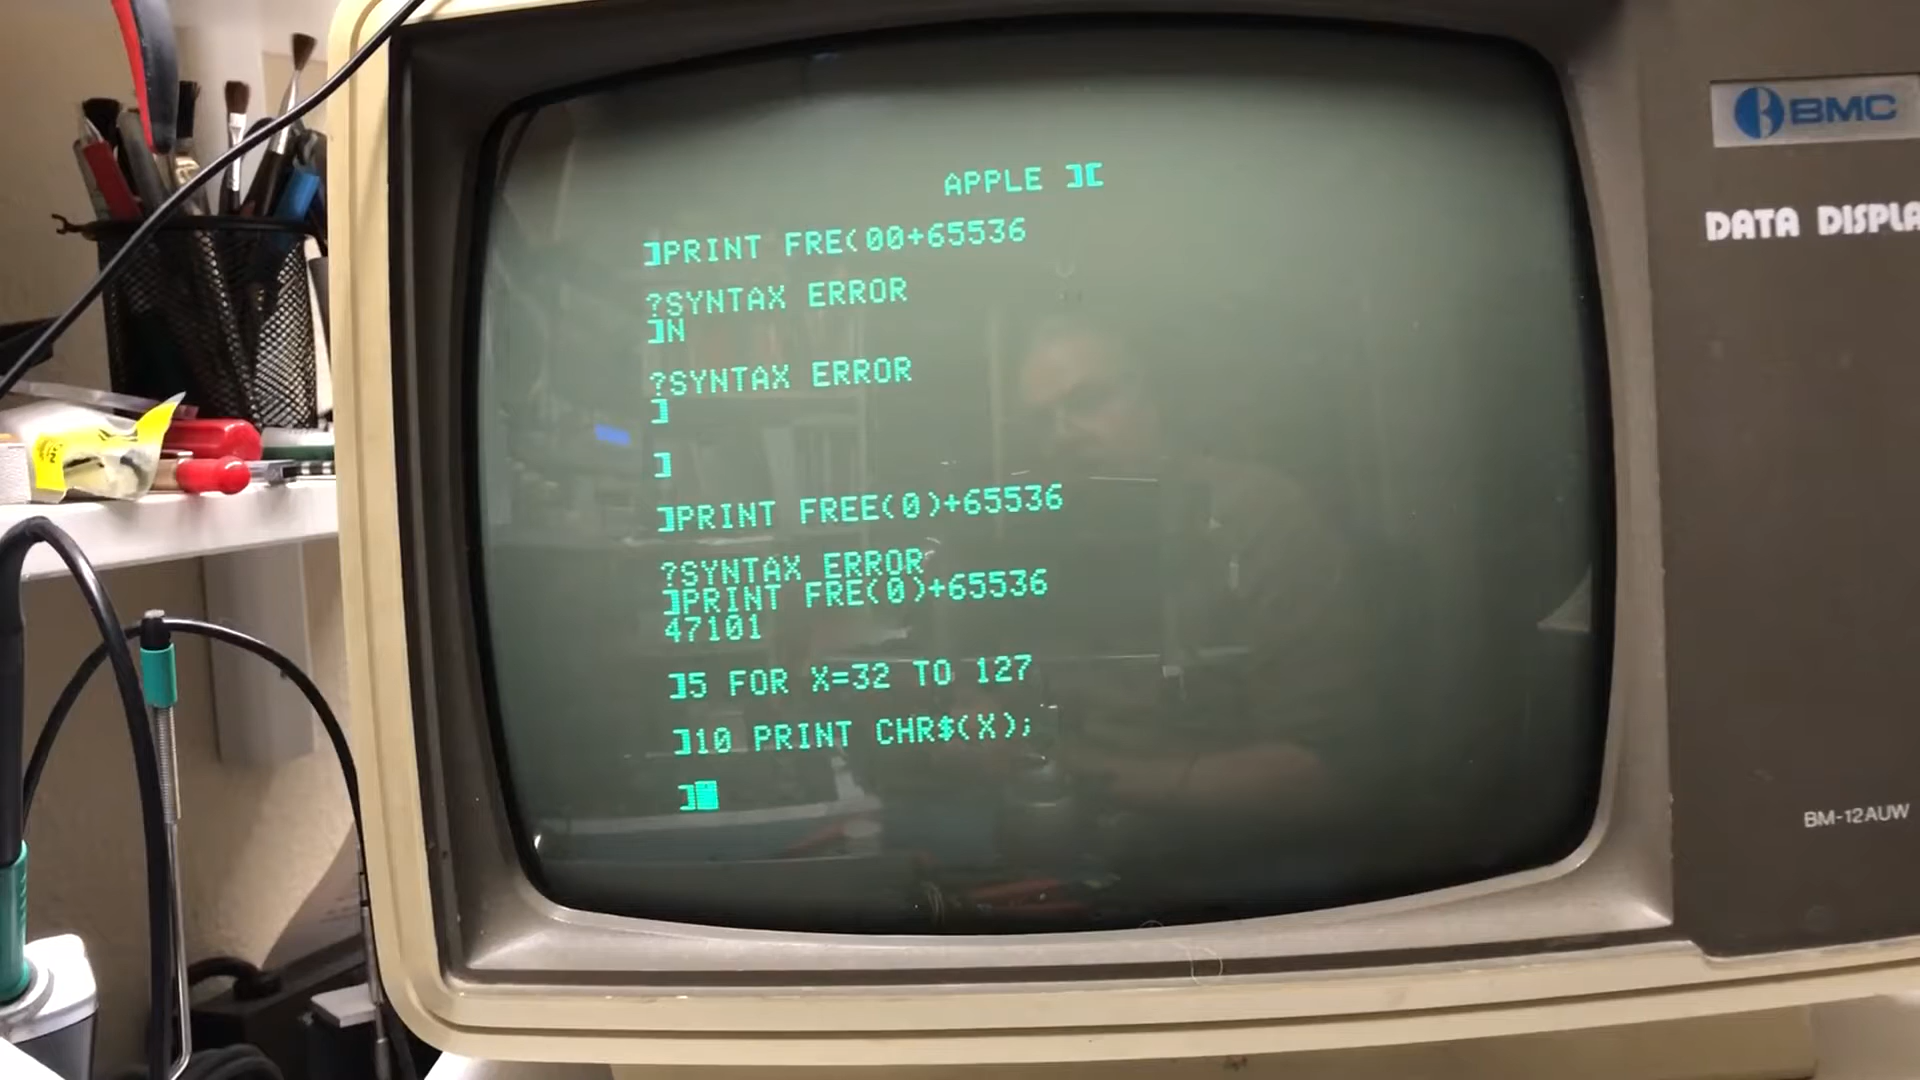 APPLE ][
]PRINT FRE(00+65536
?SYNTAX ERROR
]N
?SYNTAX ERROR
]
]
]PRINT FREE(0)+65536
?SYNTAX ERROR
]PRINT FRE(0)+65536
47101
]5 FOR X=32 TO 127
]10 PRINT CHR$(X);
]
BMC
DATA DISPLA
BM-12AUW